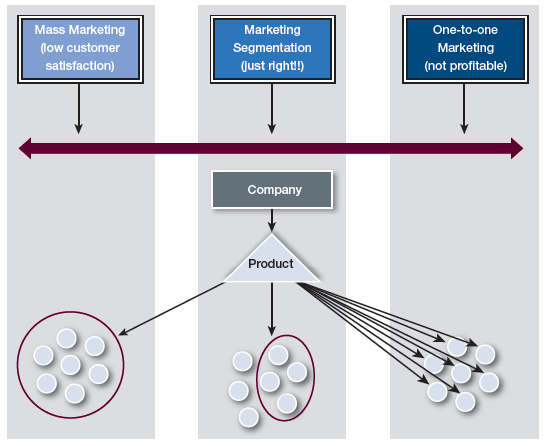 Mass Marketing
(low customer
satisfaction)
Marketing
Segmentation
(just right!!)
One-to-one
Marketing
(not profitable)
Company
Product